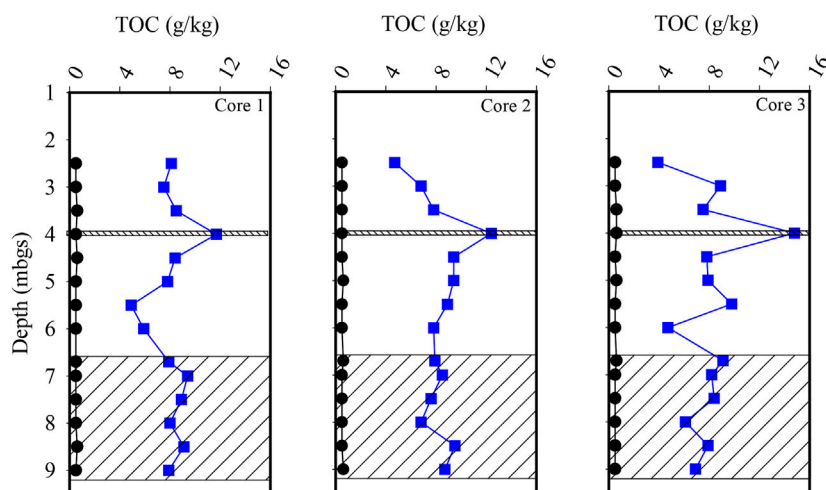 TOC (g/kg) TOC (g/kg) TOC (g/kg)
0 4 8 12 16 0 4 8 12 16 0 4 8 12 16
1
Core 1 Core 2 Core 3
2
3
4
5
6
7
8
9
Depth (mbgs)